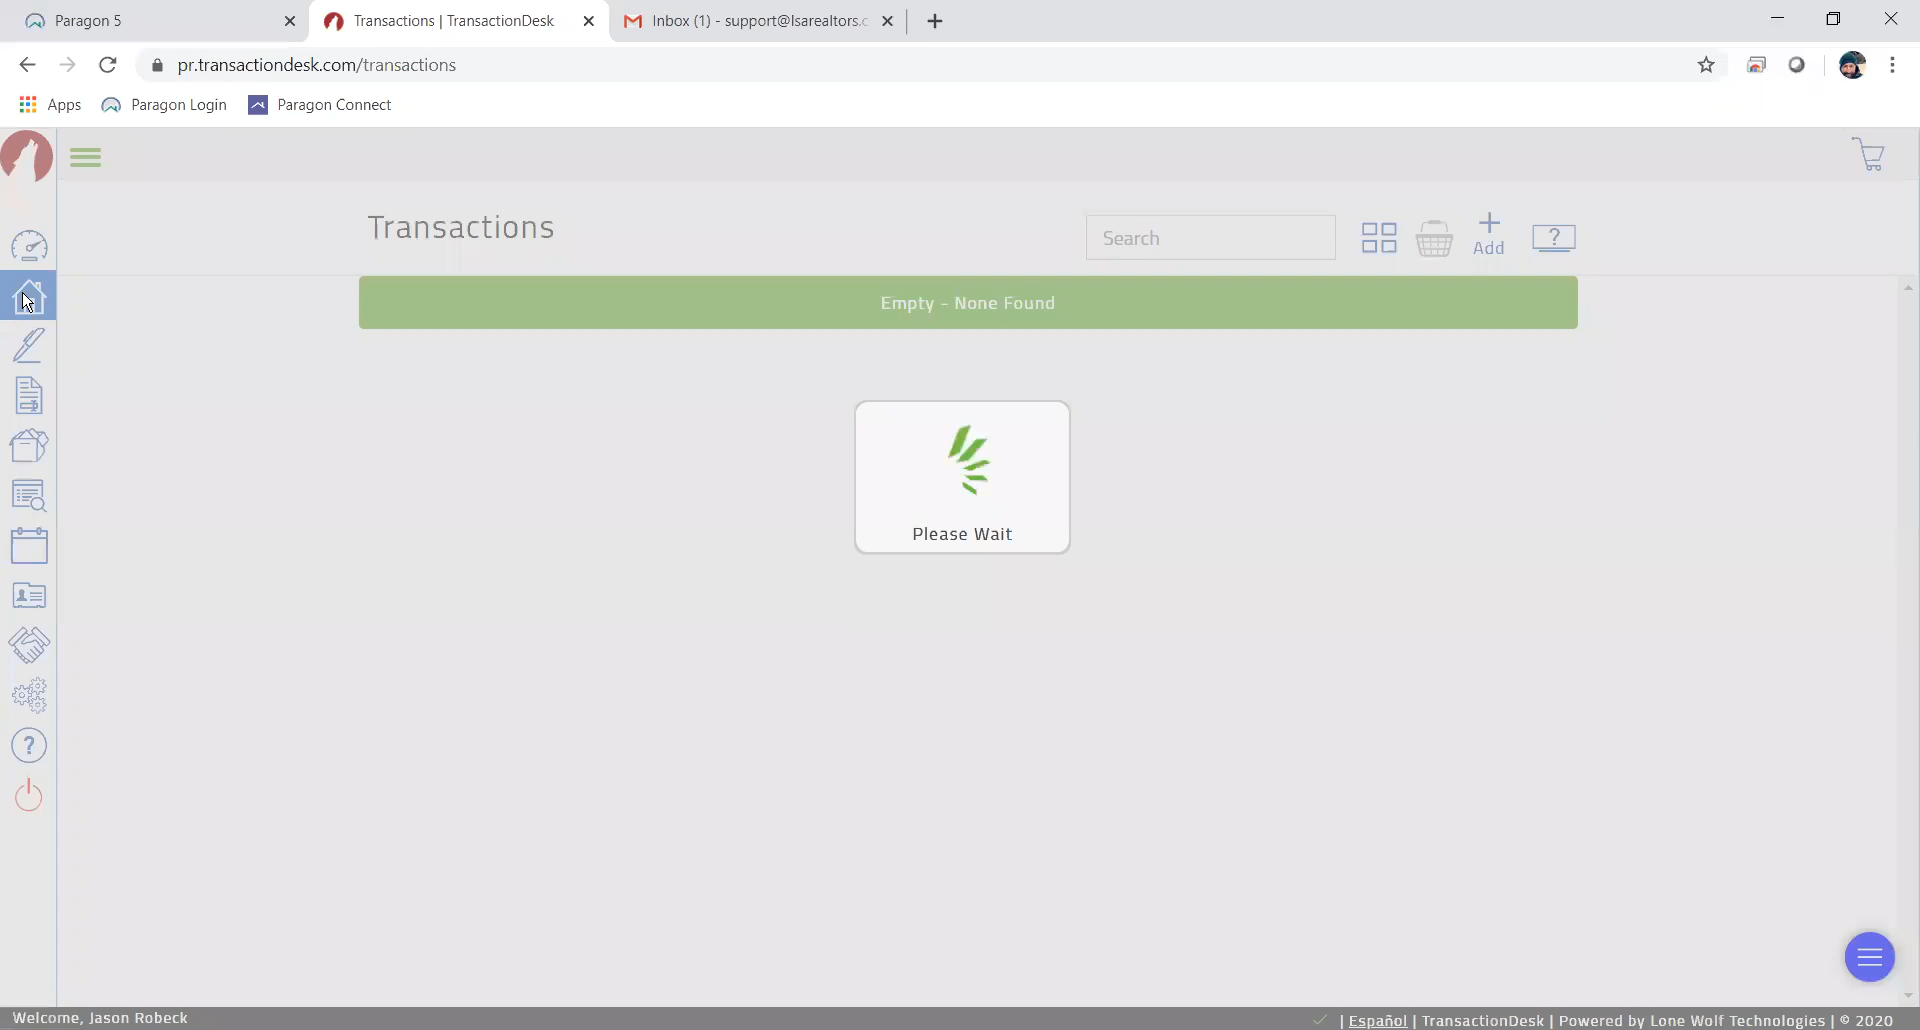 Paragon 5
Transactions | TransactionDesk
Inbox (1) - support@lsarealtors.c
pr.transactiondesk.com/transactions
Apps
Paragon Login
Paragon Connect
Transactions
Search
Add
?
Empty - None Found
Please Wait
?
Welcome, Jason Robeck
| Español | TransactionDesk | Powered by Lone Wolf Technologies | © 2020